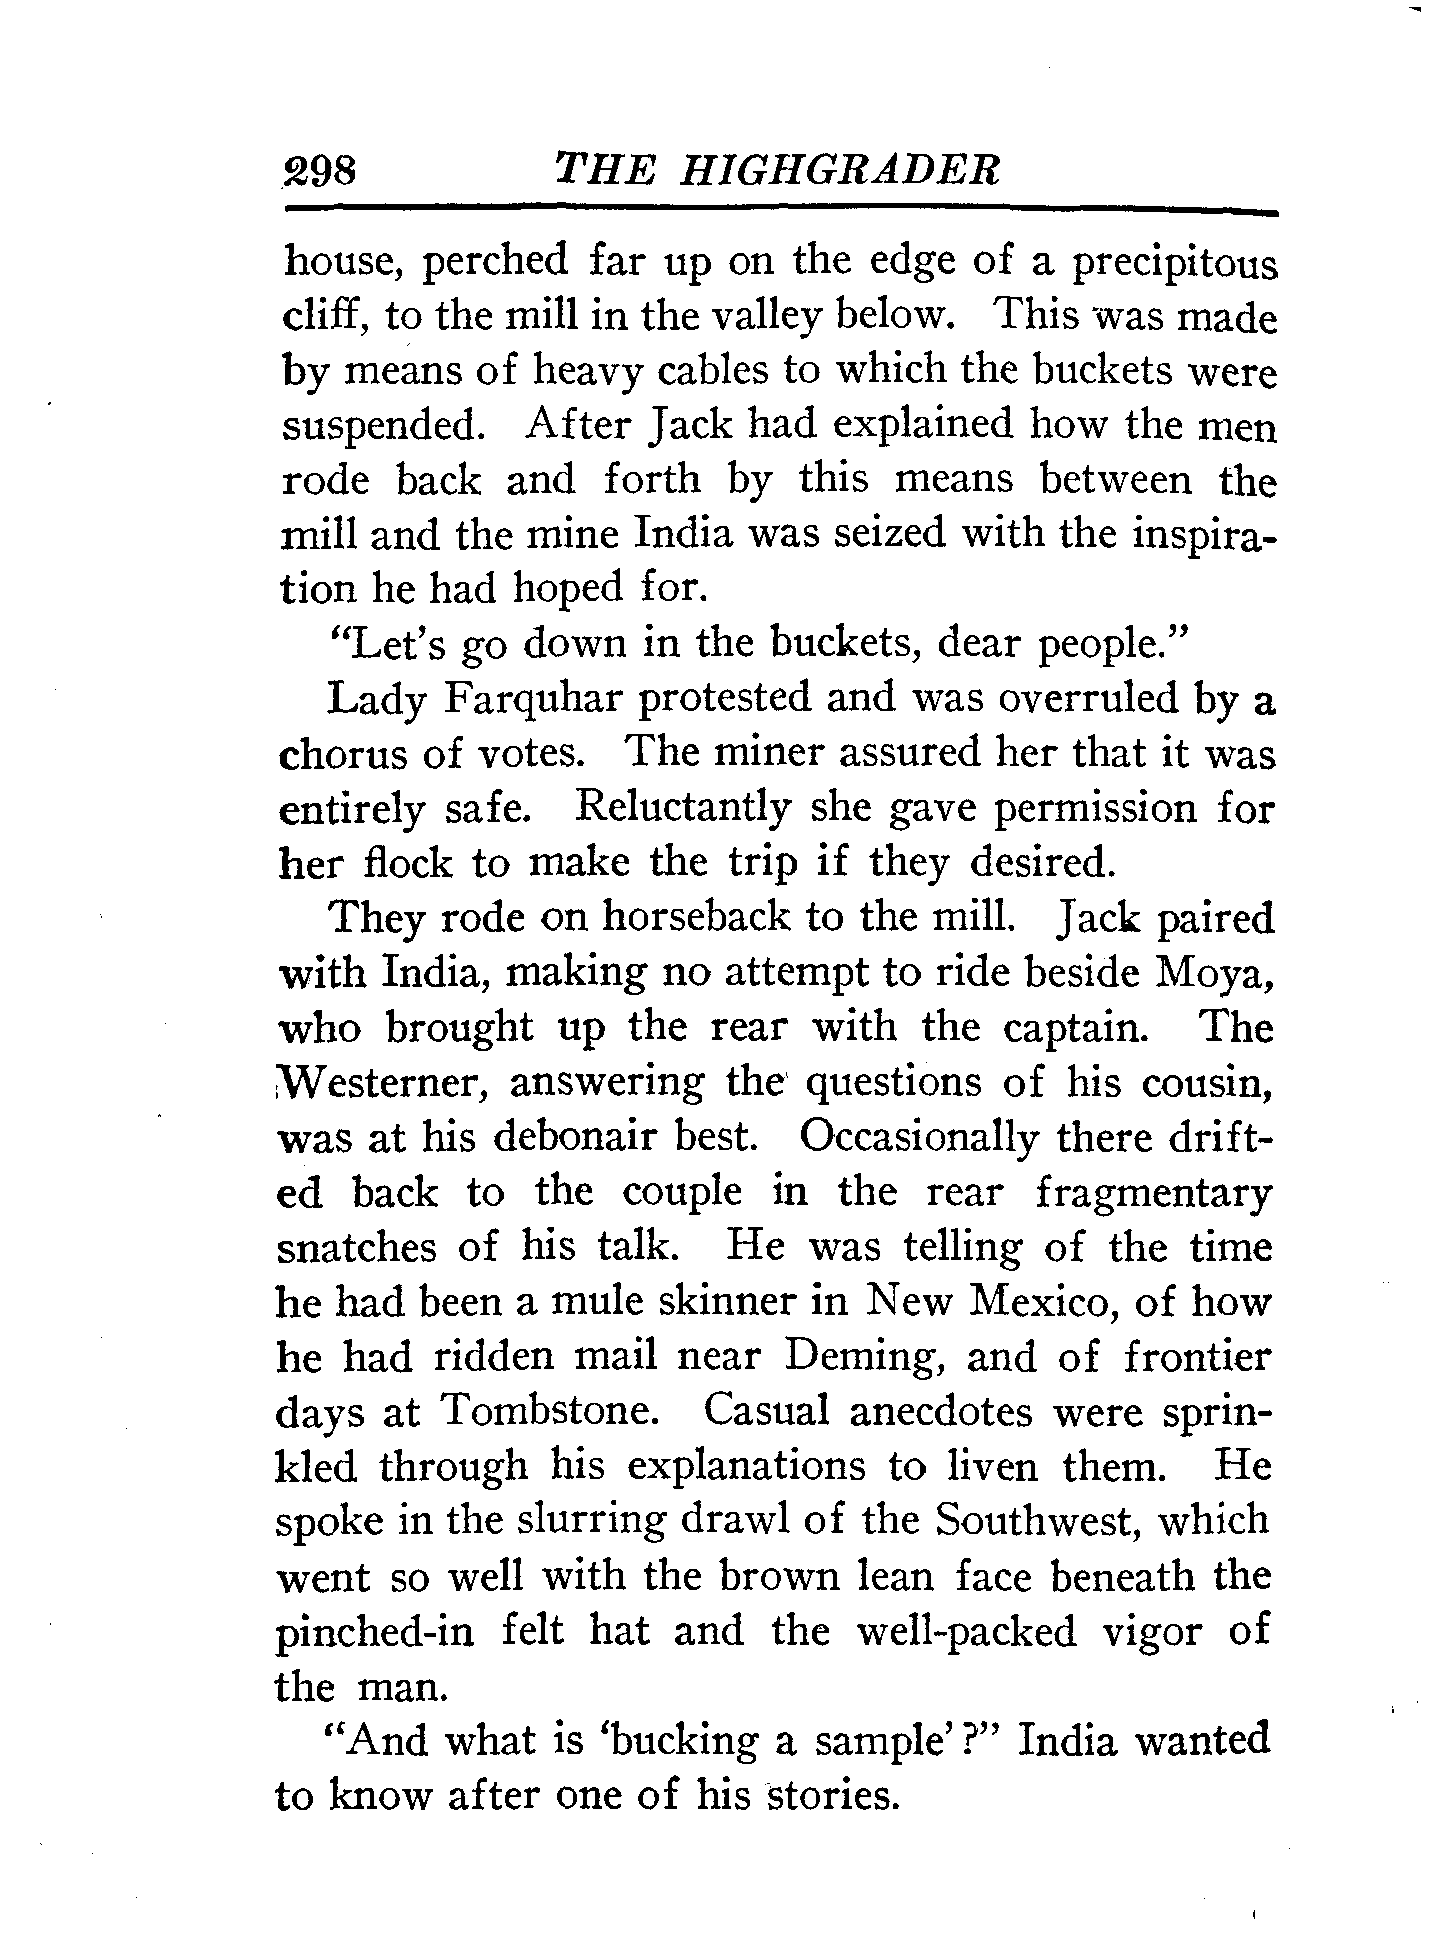 298 THE HIGHGRADER
house, perched far up on the edge of a precipitous
cliff, to the mill in the valley below. This was made
by means of heavy cables to which the buckets were
suspended. After Jack had explained how the men
rode back and forth by this means between the
mill and the mine India was seized with the inspira-
tion he had hoped for.
"Let's go down in the buckets, dear people."
Lady Farquhar protested and was overruled by a
chorus of votes. The miner assured her that it was
entirely safe. Reluctantly she gave permission for
her flock to make the trip if they desired.
They rode on horseback to the mill. Jack paired
with India, making no attempt to ride beside Moya,
who brought up the rear with the captain. The
Westerner, answering the questions of his cousin,
was at his debonair best. Occasionally there drift-
ed back to the couple in the rear fragmentary
snatches of his talk. He was telling of the time
he had been a mule skinner in New Mexico, of how
he had ridden mail near Deming, and of frontier
days at Tombstone. Casual anecdotes were sprin-
kled through his explanations to liven them. He
spoke in the slurring drawl of the Southwest, which
went so well with the brown lean face beneath the
pinched-in felt hat and the well-packed vigor of
the man.
"And what is 'bucking a sample'?" India wanted
to know after one of his stories.